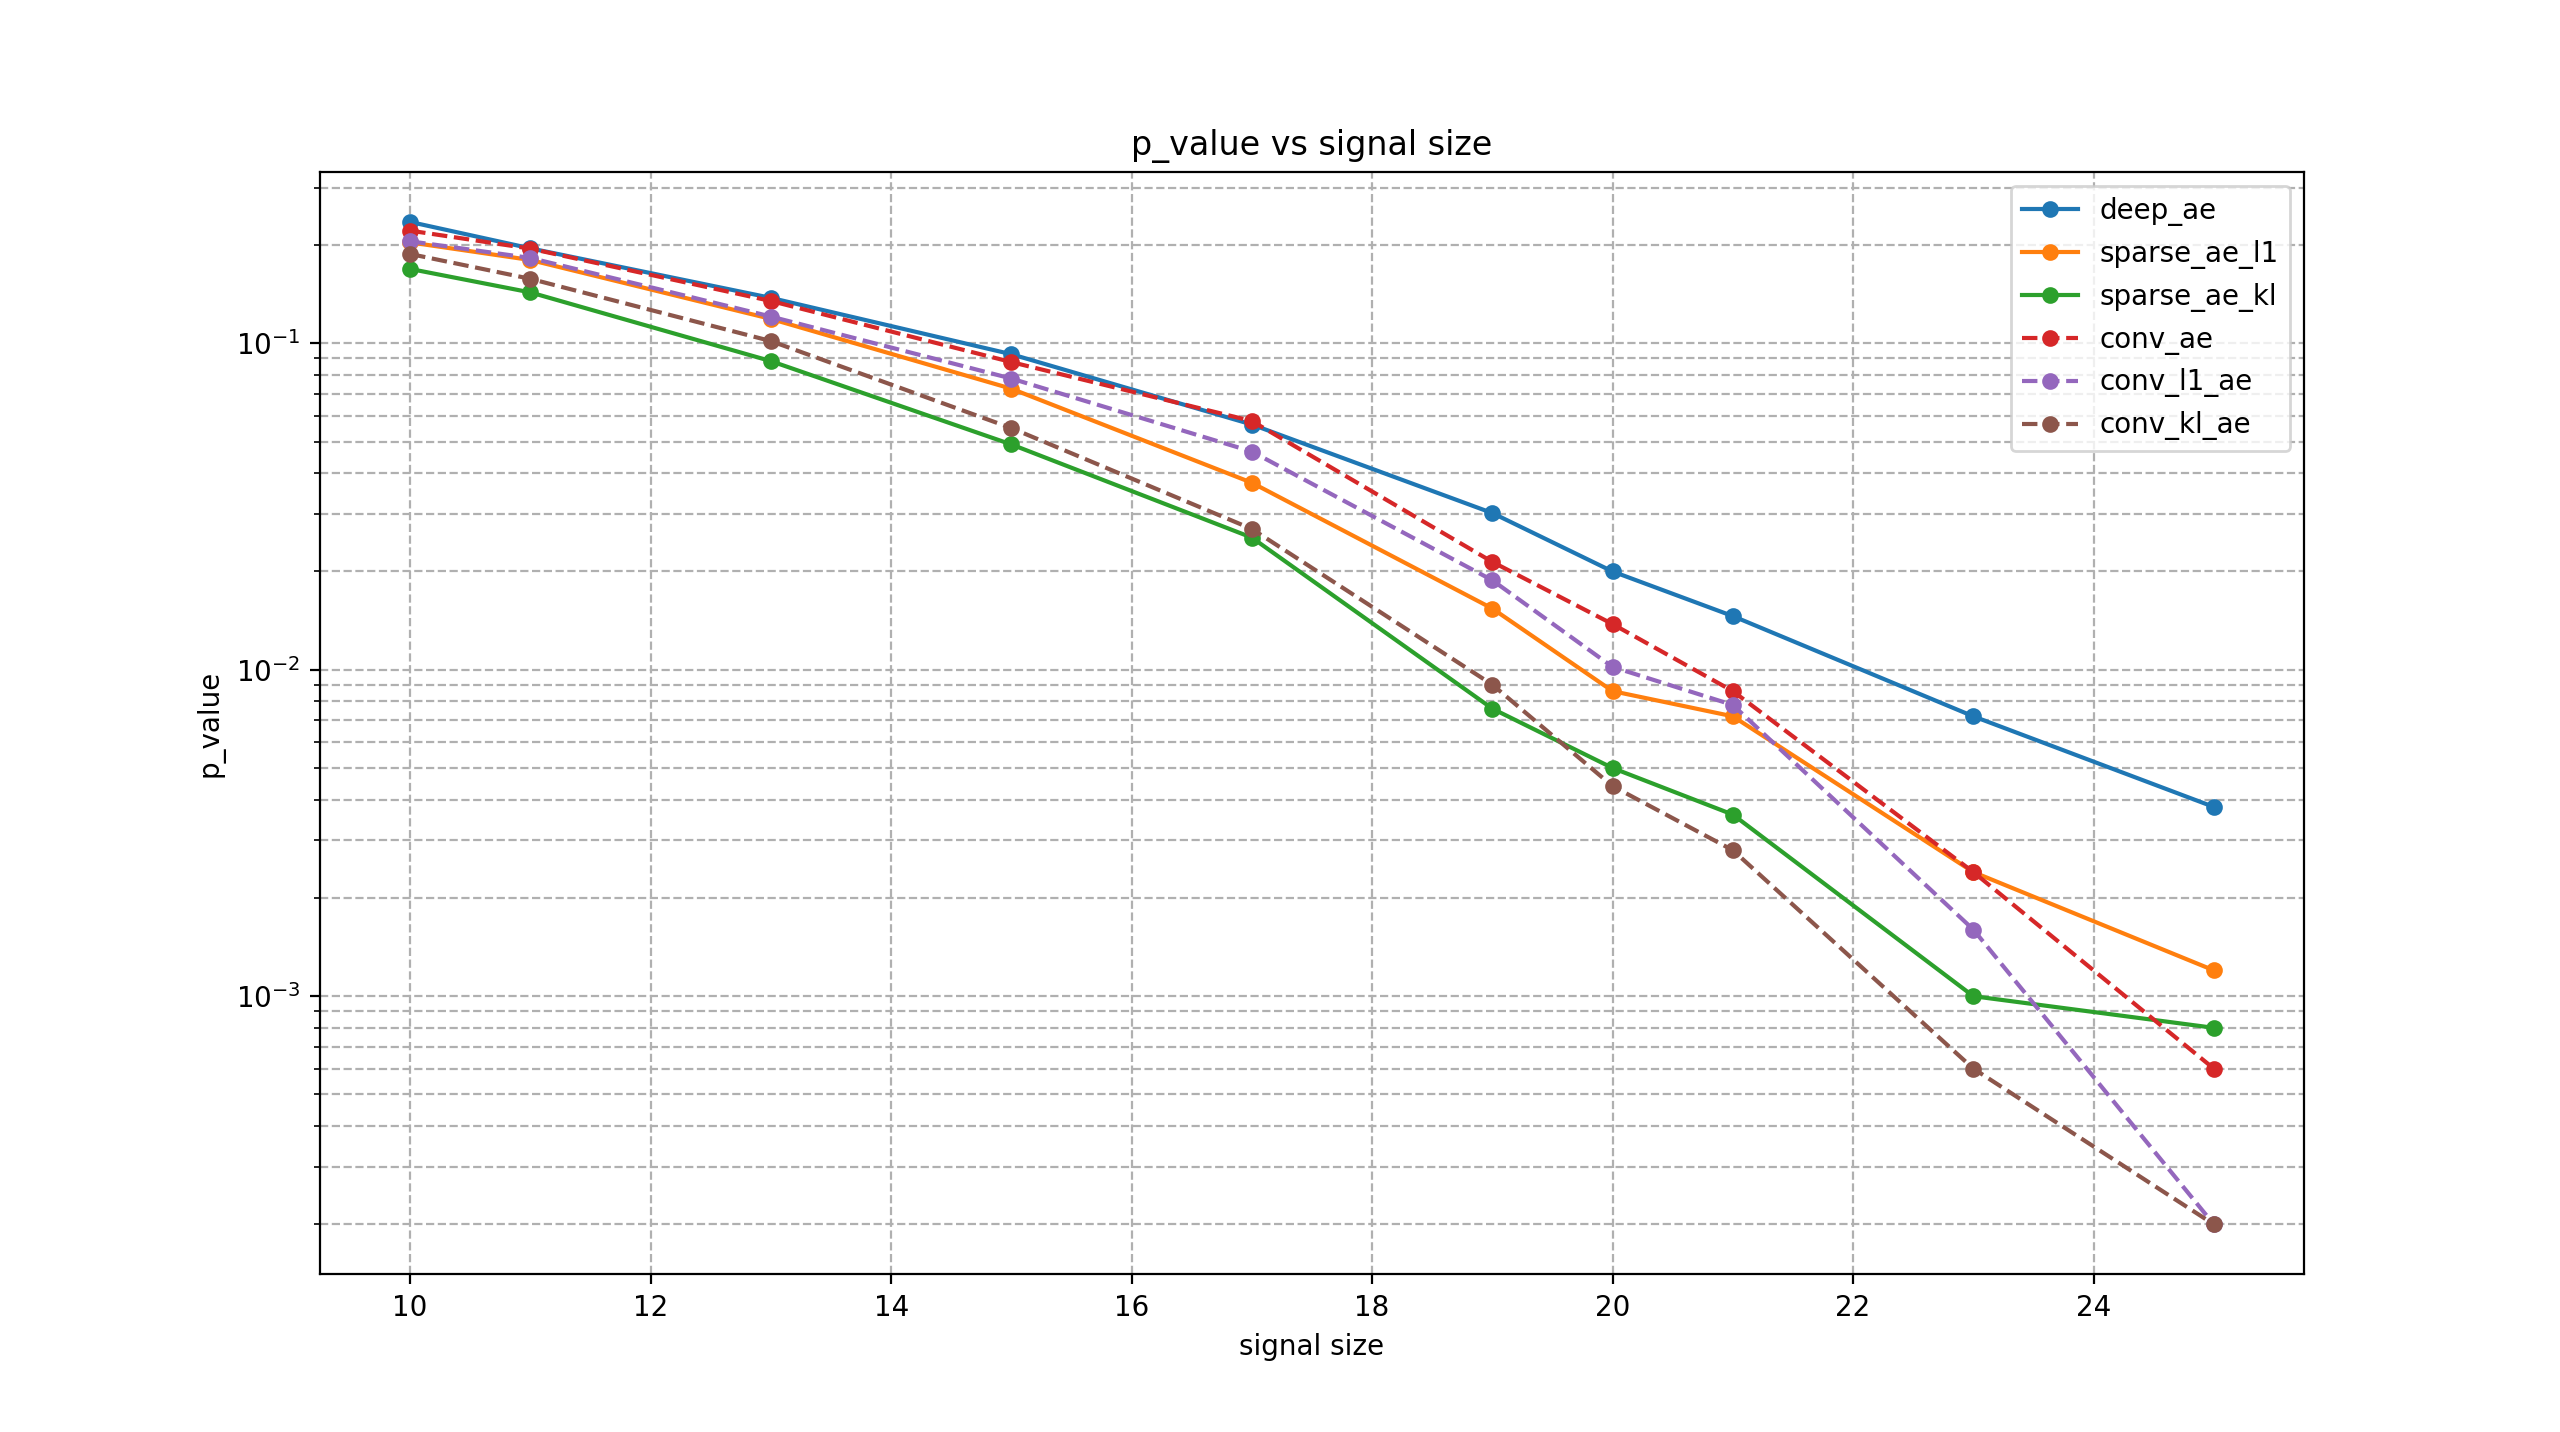 p_value vs signal size
deep_ae
sparse_ae_l1
sparse_ae_kl
conv_ae
conv_l1_ae
conv_kl_ae
10⁻¹
10⁻²
10⁻³
p_value
10 12 14 16 18 20 22 24
signal size